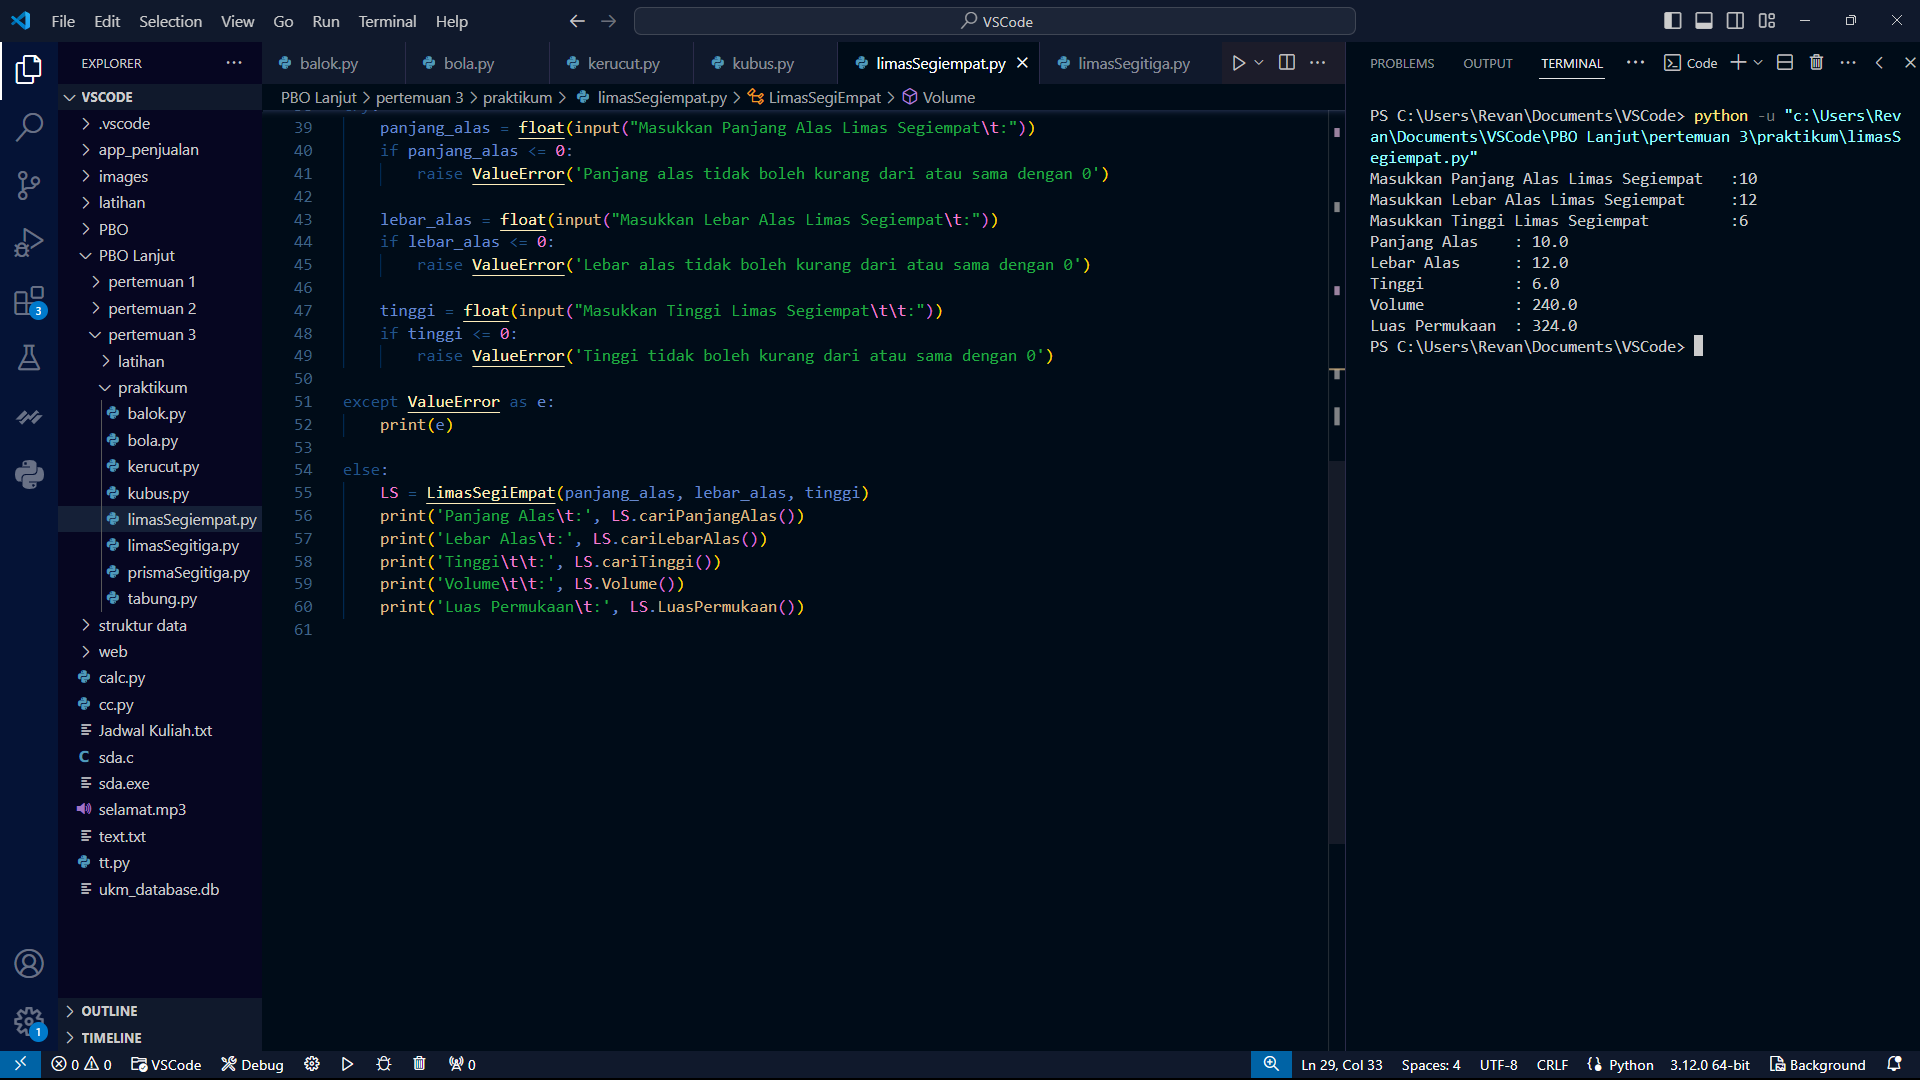 File Edit Selection View Go Run Terminal Help
VSCode
EXPLORER
VSCODE
.vscode
app_penjualan
images
latihan
PBO
PBO Lanjut
pertemuan 1
pertemuan 2
pertemuan 3
latihan
praktikum
balok.py
bola.py
kerucut.py
kubus.py
limasSegiempat.py
limasSegitiga.py
prismaSegitiga.py
tabung.py
struktur data
web
calc.py
cc.py
Jadwal Kuliah.txt
C sda.c
sda.exe
selamat.mp3
text.txt
tt.py
ukm_database.db
OUTLINE
TIMELINE
3
1
balok.py bola.py kerucut.py kubus.py limasSegiempat.py limasSegitiga.py
PBO Lanjut > pertemuan 3 > praktikum > limasSegiempat.py > LimasSegiEmpat > Volume
39 panjang_alas = float(input("Masukkan Panjang Alas Limas Segiempat\t:"))
40 if panjang_alas <= 0:
41 raise ValueError('Panjang alas tidak boleh kurang dari atau sama dengan 0')
42
43 lebar_alas = float(input("Masukkan Lebar Alas Limas Segiempat\t:"))
44 if lebar_alas <= 0:
45 raise ValueError('Lebar alas tidak boleh kurang dari atau sama dengan 0')
46
47 tinggi = float(input("Masukkan Tinggi Limas Segiempat\t\t:"))
48 if tinggi <= 0:
49 raise ValueError('Tinggi tidak boleh kurang dari atau sama dengan 0')
50
51 except ValueError as e:
52 print(e)
53
54 else:
55 LS = LimasSegiEmpat(panjang_alas, lebar_alas, tinggi)
56 print('Panjang Alas\t:', LS.cariPanjangAlas())
57 print('Lebar Alas\t:', LS.cariLebarAlas())
58 print('Tinggi\t\t:', LS.cariTinggi())
59 print('Volume\t\t:', LS.Volume())
60 print('Luas Permukaan\t:', LS.LuasPermukaan())
61
PROBLEMS OUTPUT TERMINAL Code
PS C:\Users\Revan\Documents\VSCode> python -u "c:\Users\Rev
an\Documents\VSCode\PBO Lanjut\pertemuan 3\praktikum\limasS
egiempat.py"
Masukkan Panjang Alas Limas Segiempat :10
Masukkan Lebar Alas Limas Segiempat :12
Masukkan Tinggi Limas Segiempat :6
Panjang Alas : 10.0
Lebar Alas : 12.0
Tinggi : 6.0
Volume : 240.0
Luas Permukaan : 324.0
PS C:\Users\Revan\Documents\VSCode>
0 0 VSCode Debug 0 Ln 29, Col 33 Spaces: 4 UTF-8 CRLF Python 3.12.0 64-bit Background